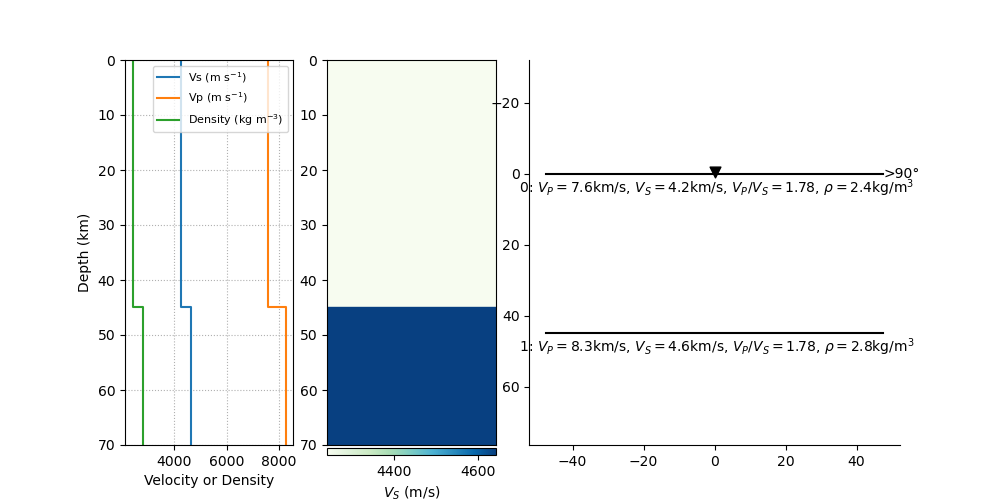 0
10
20
30
40
50
60
70
Depth (km)
4000 6000 8000
Velocity or Density
Vs (m s⁻¹)
Vp (m s⁻¹)
Density (kg m⁻³)
0
10
20
30
40
50
60
70
4400 4600
V_S (m/s)
−20
0
20
40
60
>90°
0: V_P = 7.6km/s, V_S = 4.2km/s, V_P/V_S = 1.78, ρ = 2.4kg/m³
1: V_P = 8.3km/s, V_S = 4.6km/s, V_P/V_S = 1.78, ρ = 2.8kg/m³
−40 −20 0 20 40